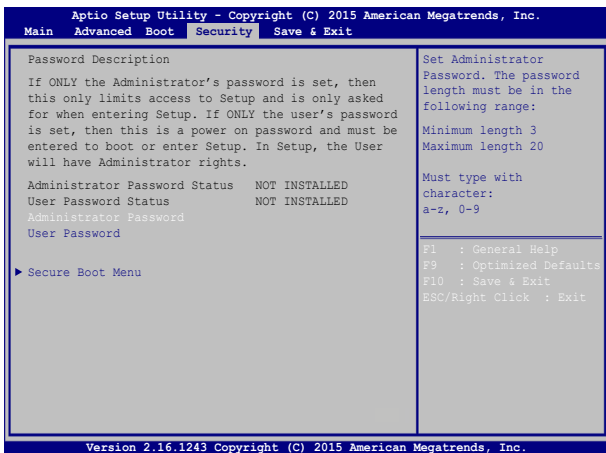 Aptio Setup Utility - Copyright (C) 2015 American Megatrends, Inc.
Main Advanced Boot Security Save & Exit
Password Description
If ONLY the Administrator's password is set, then
this only limits access to Setup and is only asked
for when entering Setup. If ONLY the user's password
is set, then this is a power on password and must be
entered to boot or enter Setup. In Setup, the User
will have Administrator rights.
Administrator Password Status NOT INSTALLED
User Password Status NOT INSTALLED
Administrator Password
User Password
Secure Boot Menu
Set Administrator
Password. The password
length must be in the
following range:
Minimum length 3
Maximum length 20
Must type with
character:
a-z, 0-9
F1 : General Help
F9 : Optimized Defaults
F10 : Save & Exit
ESC/Right Click : Exit
Version 2.16.1243 Copyright (C) 2015 American Megatrends, Inc.